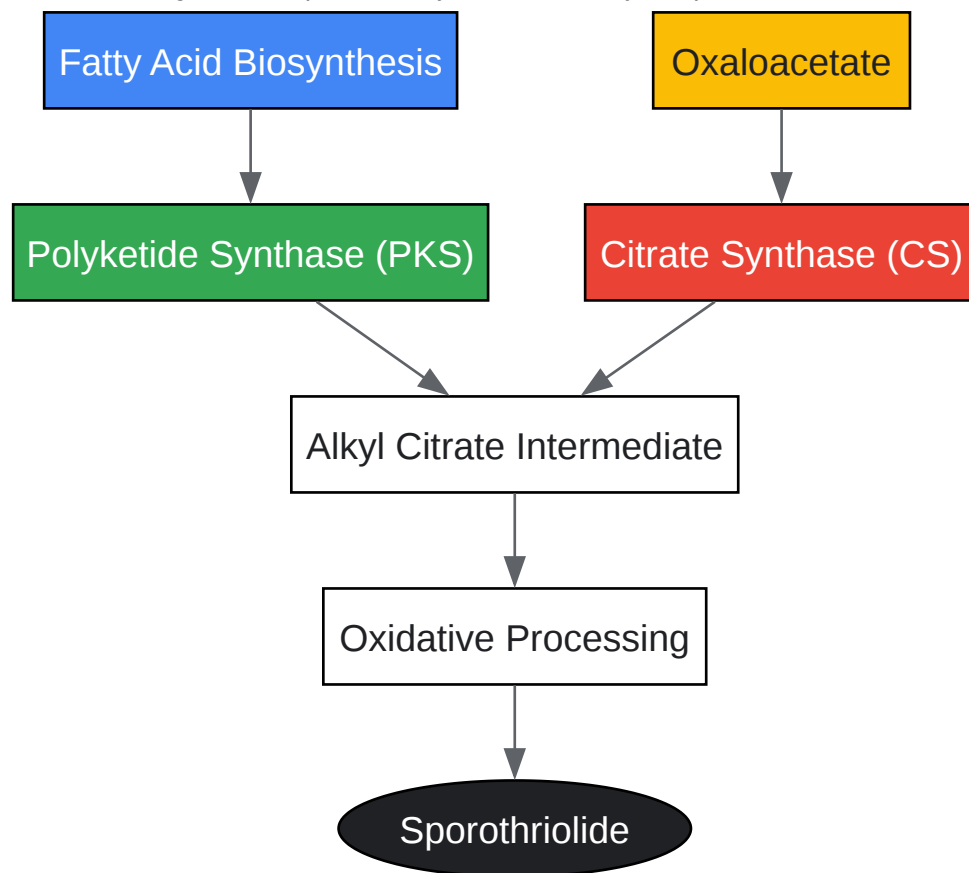 Fatty Acid Biosynthesis
Oxaloacetate
Polyketide Synthase (PKS)
Citrate Synthase (CS)
Alkyl Citrate Intermediate
Oxidative Processing
Sporothriolide